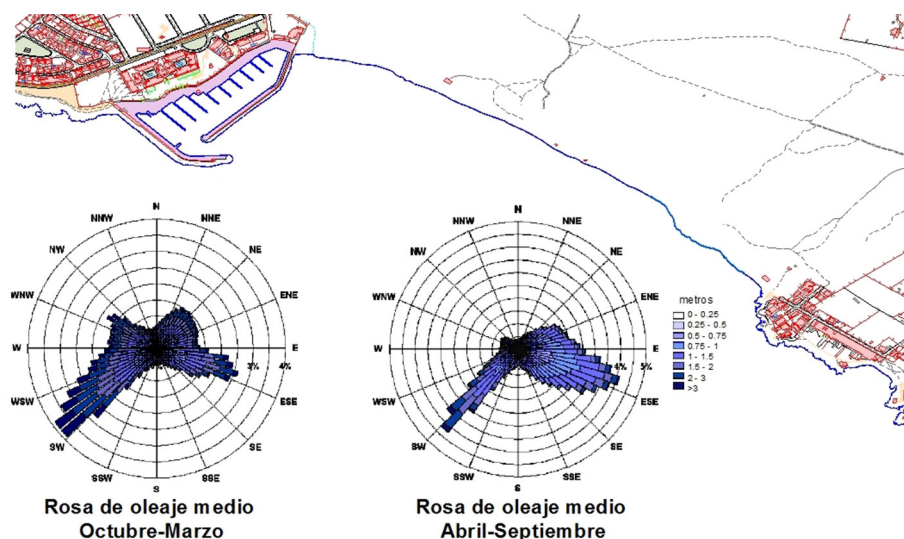 N
NNW
NNE
NW
NE
WNW
ENE
W
E
3%
4%
WSW
ESE
SW
SE
SSW
SSE
S
Rosa de oleaje medio
Octubre-Marzo
N
NNW
NNE
NW
NE
WNW
ENE
W
E
4%
5%
WSW
ESE
SW
SE
SSW
SSE
S
Rosa de oleaje medio
Abril-Septiembre
metros
0 - 0.25
0.25 - 0.5
0.5 - 0.75
0.75 - 1
1 - 1.5
1.5 - 2
2 - 3
>3